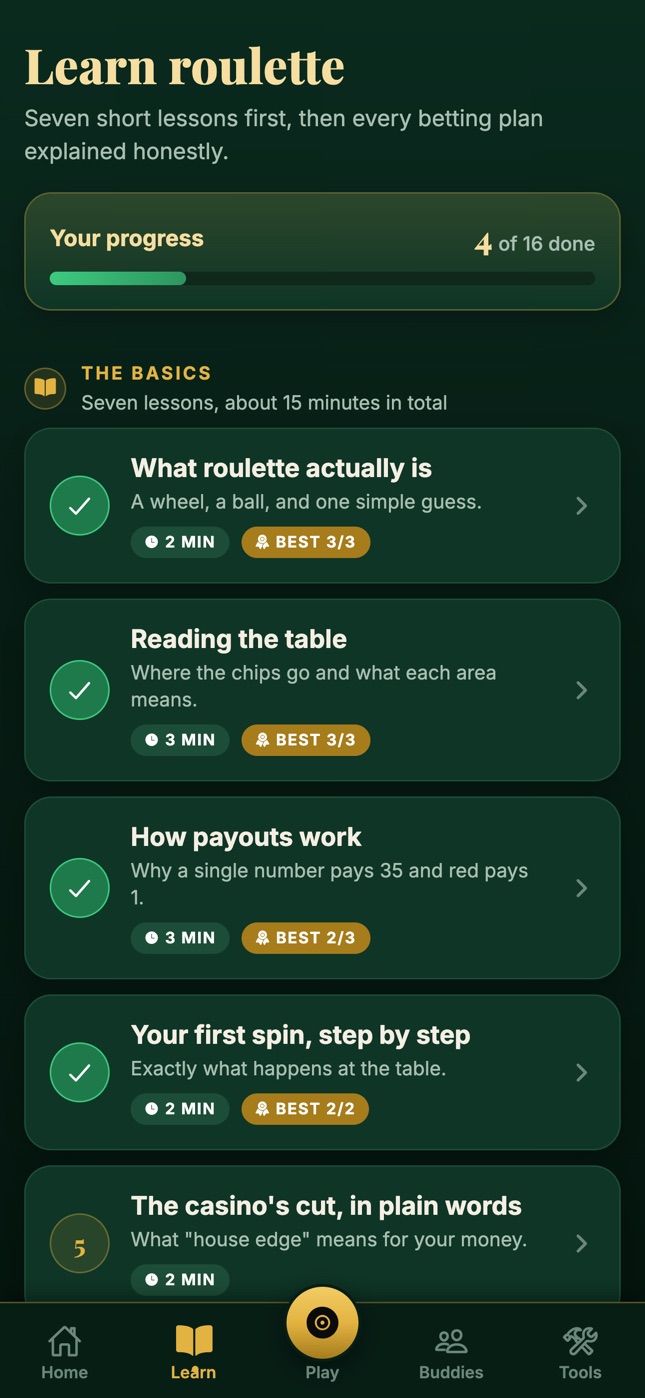 Learn roulette
Seven short lessons first, then every betting plan
explained honestly.
Your progress
4 of 16 done
THE BASICS
Seven lessons, about 15 minutes in total
What roulette actually is
A wheel, a ball, and one simple guess.
2 MIN BEST 3/3
Reading the table
Where the chips go and what each area
means.
3 MIN BEST 3/3
How payouts work
Why a single number pays 35 and red pays
1.
3 MIN BEST 2/3
Your first spin, step by step
Exactly what happens at the table.
2 MIN BEST 2/2
The casino's cut, in plain words
5
What "house edge" means for your money.
2 MIN
Home Learn Play Buddies Tools